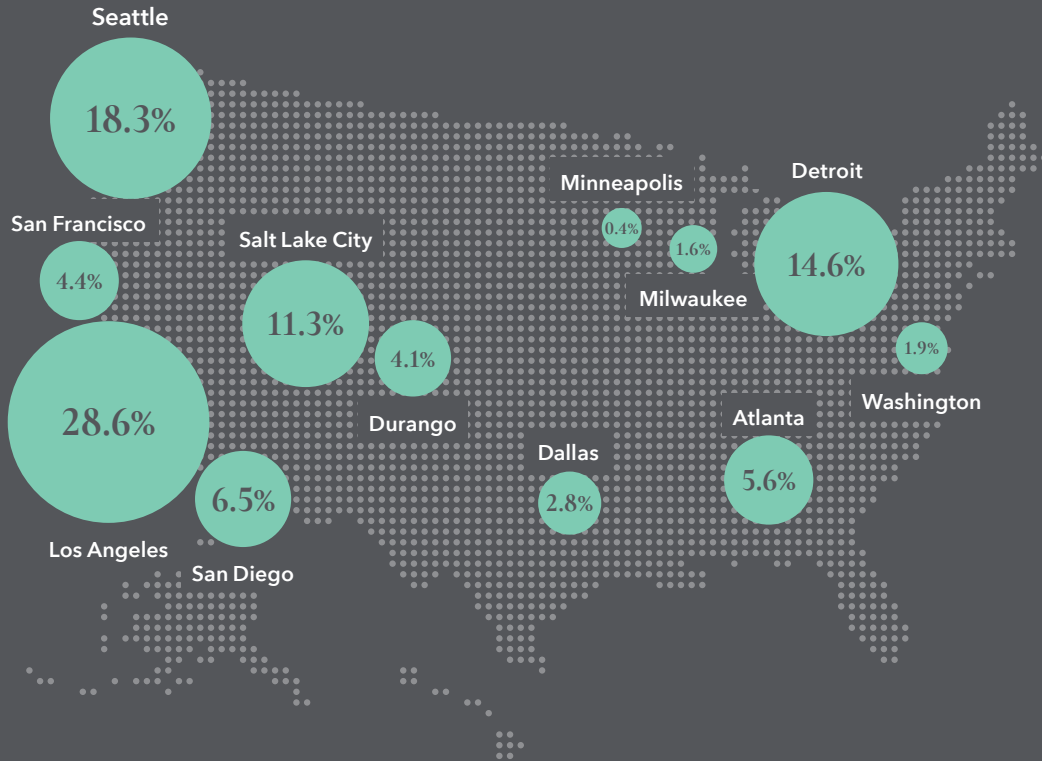 Seattle
18.3%
San Francisco
4.4%
Salt Lake City
11.3%
28.6%
Los Angeles
6.5%
San Diego
4.1%
Durango
Minneapolis
0.4%
1.6%
Milwaukee
Detroit
14.6%
1.9%
Washington
Atlanta
5.6%
Dallas
2.8%